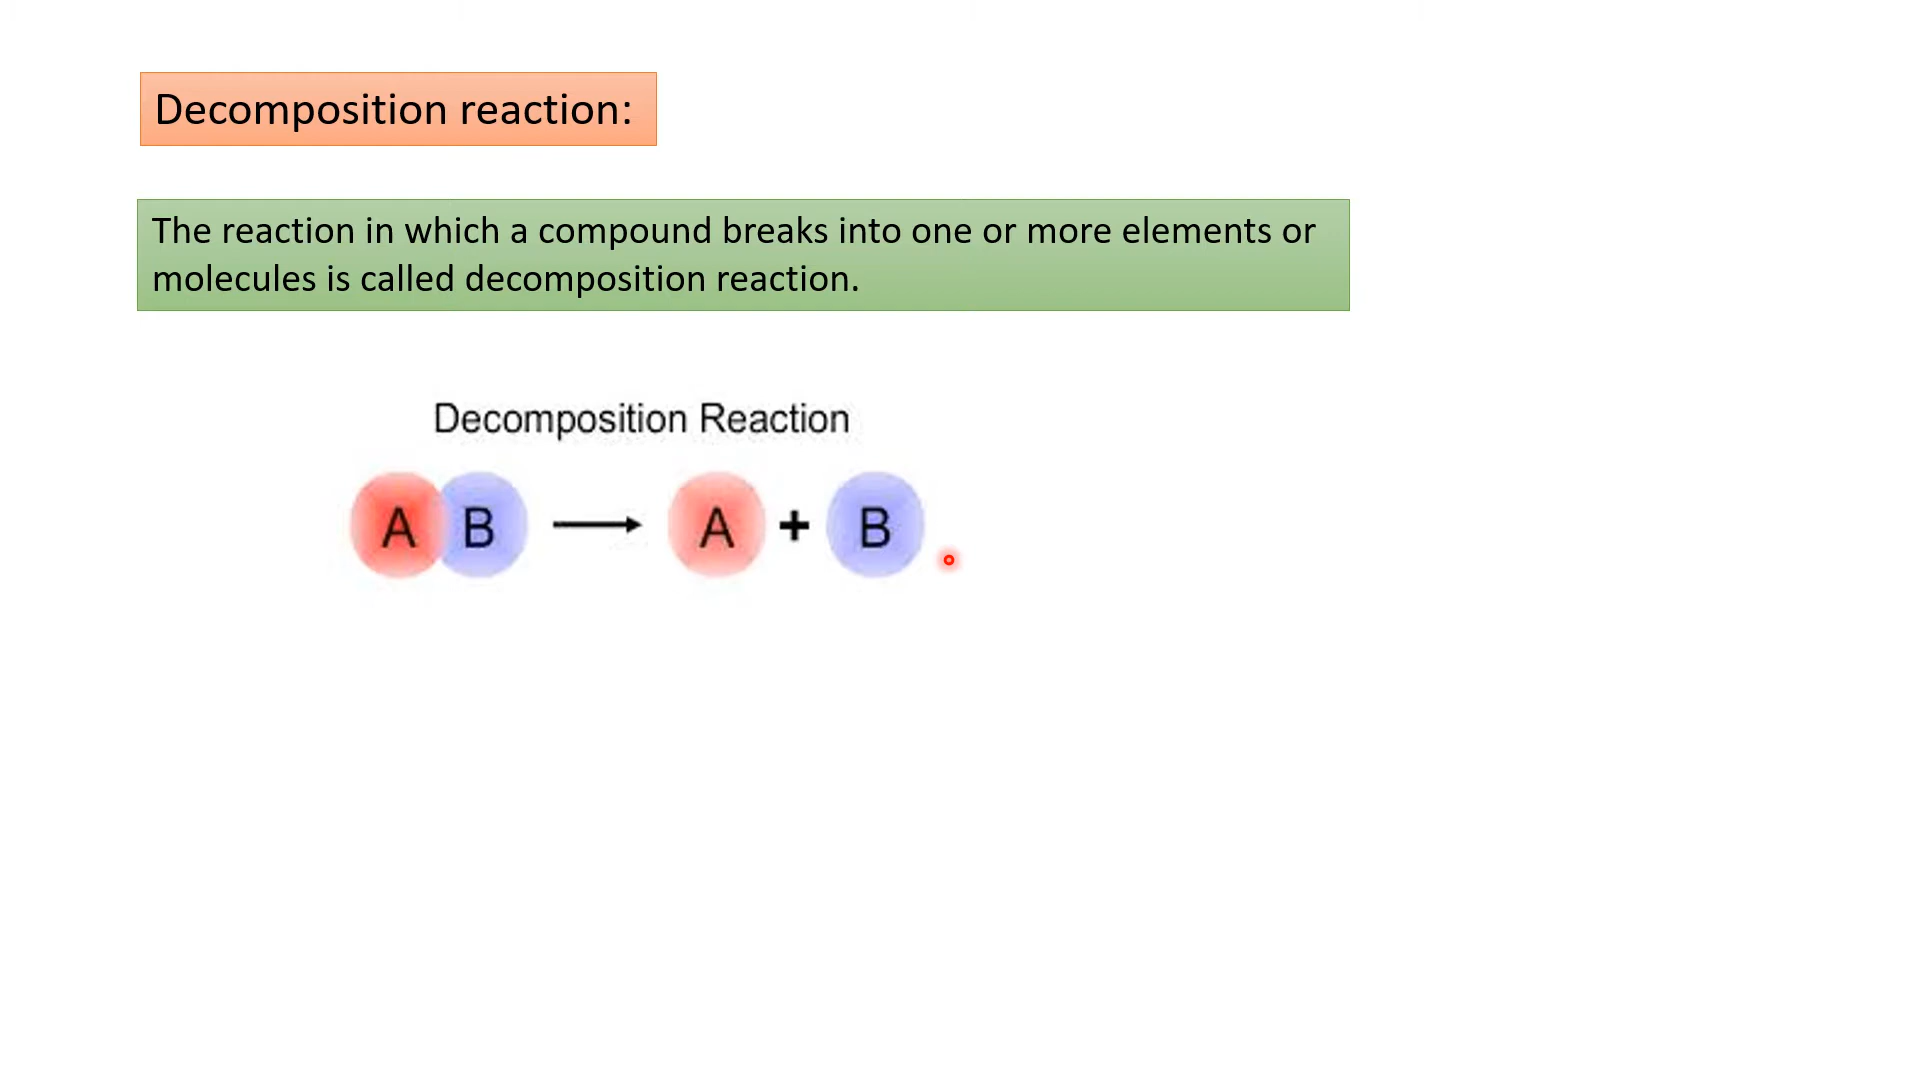 Decomposition reaction:
The reaction in which a compound breaks into one or more elements or
molecules is called decomposition reaction.
Decomposition Reaction
A B → A + B